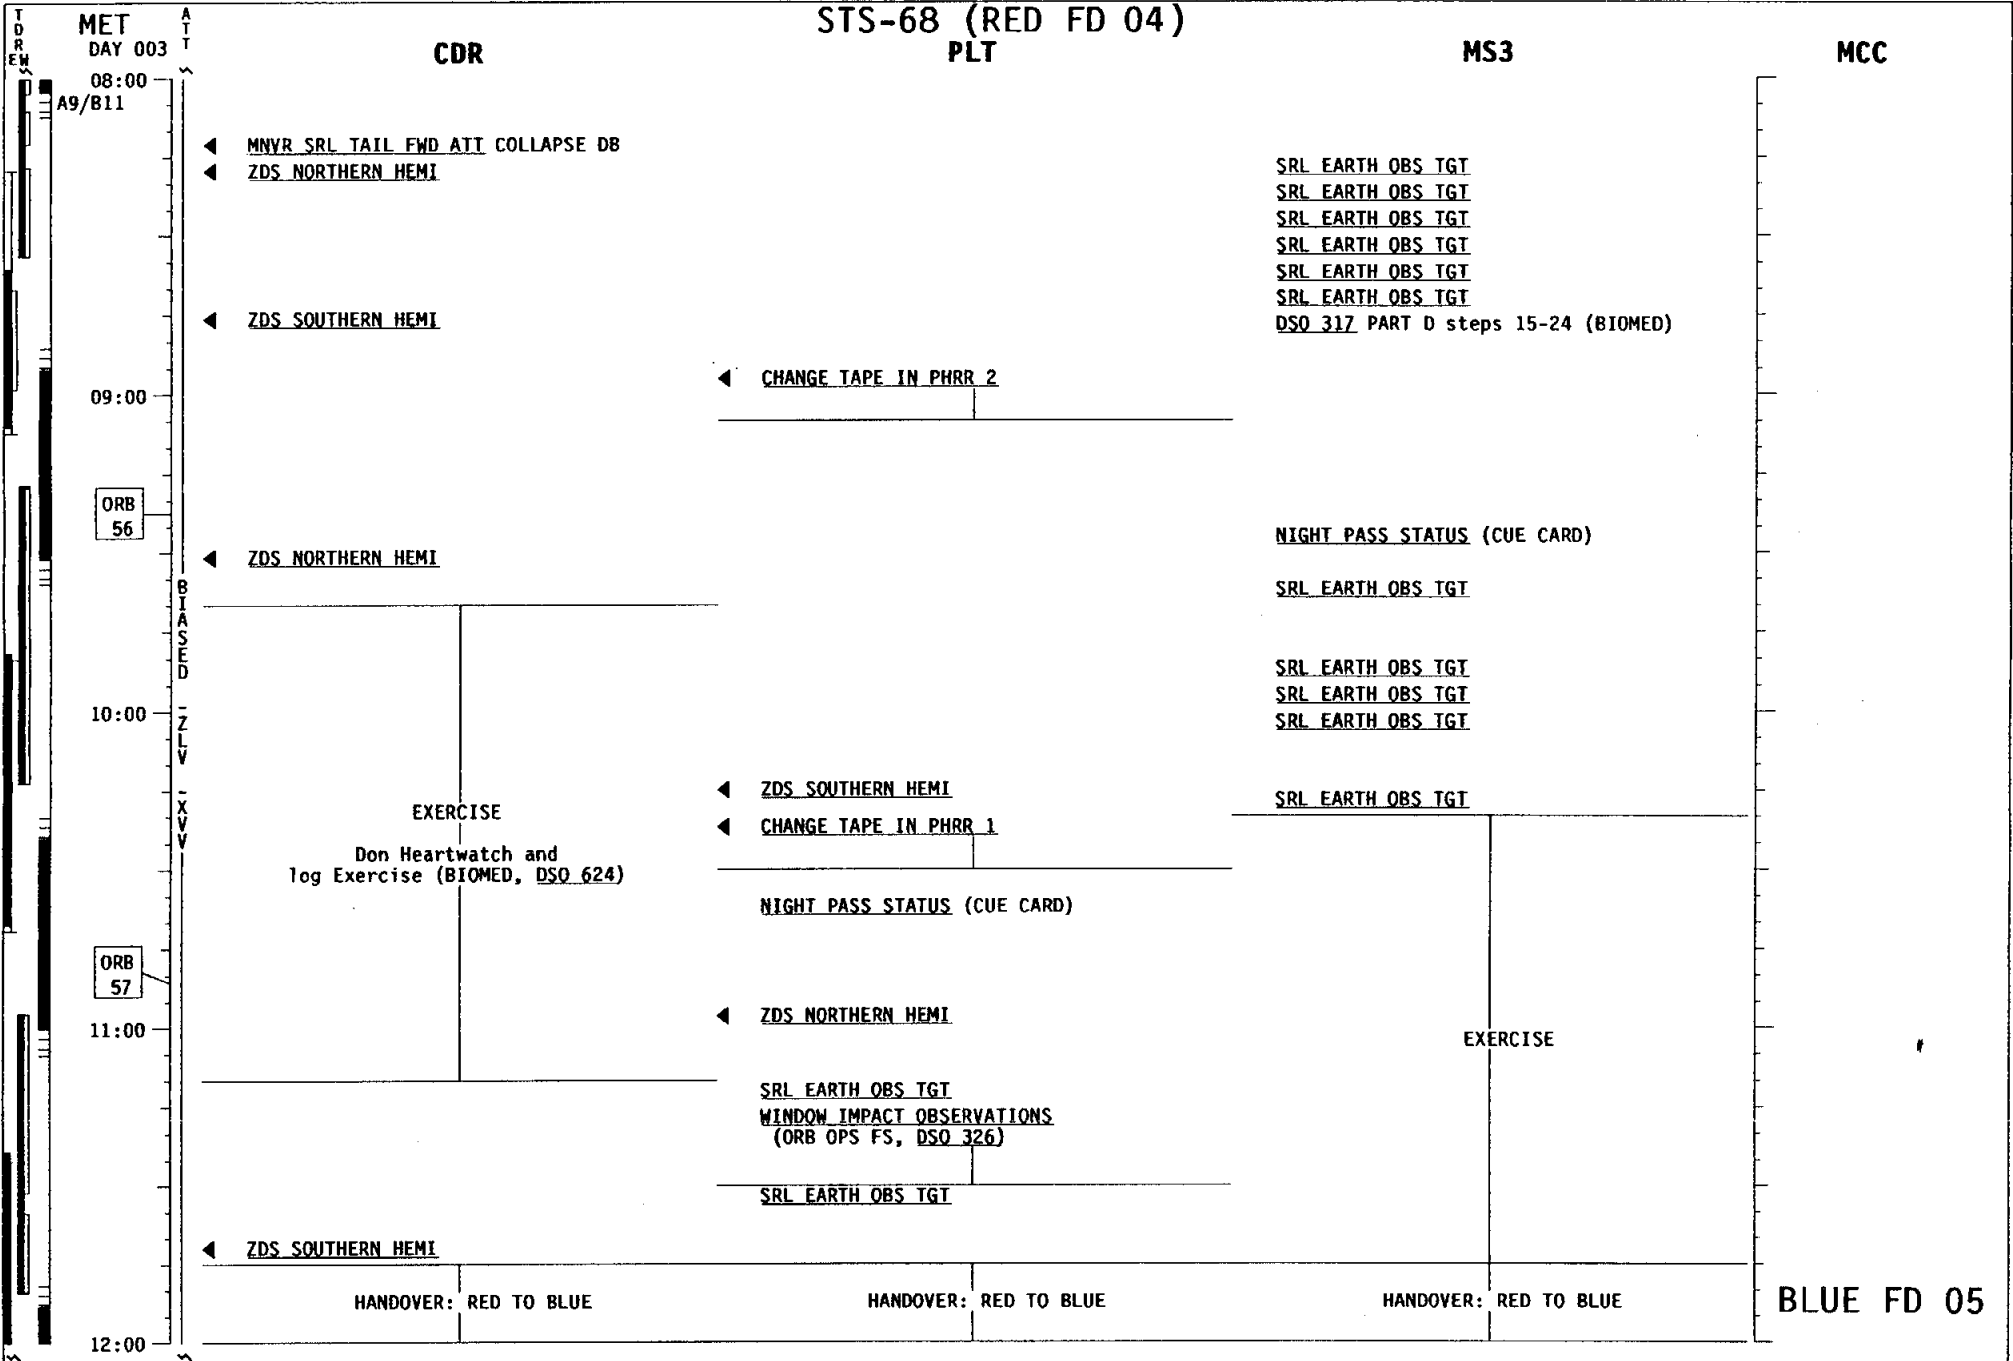 STS-68 (RED FD 04)
T
D
R
E W
MET
DAY 003
A
T
T
CDR
PLT
MS3
MCC
08:00
A9/B11
MNVR SRL TAIL FWD ATT COLLAPSE DB
ZDS NORTHERN HEMI
SRL EARTH OBS TGT
SRL EARTH OBS TGT
SRL EARTH OBS TGT
SRL EARTH OBS TGT
SRL EARTH OBS TGT
SRL EARTH OBS TGT
ZDS SOUTHERN HEMI
DSO 317 PART D steps 15-24 (BIOMED)
CHANGE TAPE IN PHRR 2
09:00
ORB
56
NIGHT PASS STATUS (CUE CARD)
ZDS NORTHERN HEMI
SRL EARTH OBS TGT
BIASED -ZLV -XVV
SRL EARTH OBS TGT
SRL EARTH OBS TGT
SRL EARTH OBS TGT
10:00
ZDS SOUTHERN HEMI
SRL EARTH OBS TGT
EXERCISE
CHANGE TAPE IN PHRR 1
Don Heartwatch and
log Exercise (BIOMED, DSO 624)
NIGHT PASS STATUS (CUE CARD)
ORB
57
ZDS NORTHERN HEMI
11:00
EXERCISE
SRL EARTH OBS TGT
WINDOW IMPACT OBSERVATIONS
(ORB OPS FS, DSO 326)
SRL EARTH OBS TGT
ZDS SOUTHERN HEMI
HANDOVER: RED TO BLUE
HANDOVER: RED TO BLUE
HANDOVER: RED TO BLUE
BLUE FD 05
12:00